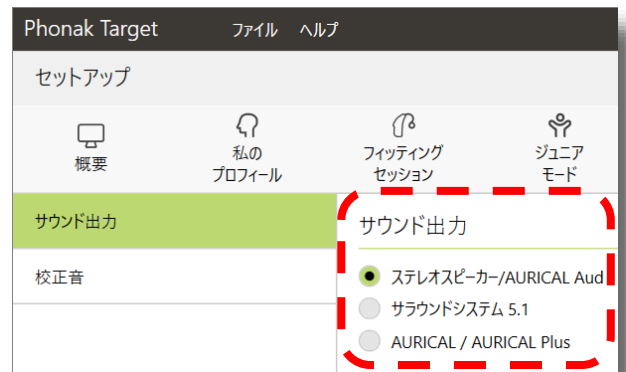 Phonak Target ファイル ヘルプ
セットアップ
概要
私の
プロフィール
フィッティング
セッション
ジュニア
モード
サウンド出力
校正音
サウンド出力
ステレオスピーカー/AURICAL Aud
サラウンドシステム 5.1
AURICAL / AURICAL Plus